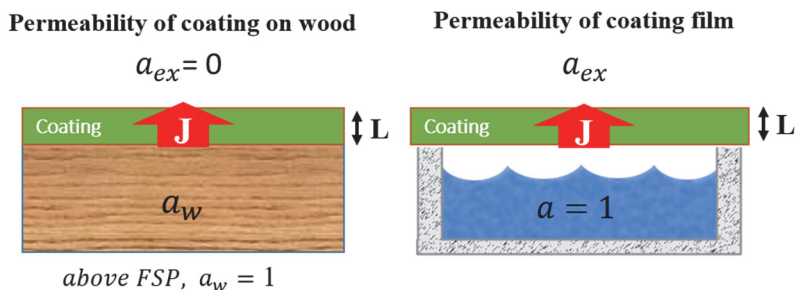 Permeability of coating on wood
a_ex = 0
Coating
J
L
a_w
above FSP, a_w = 1
Permeability of coating film
a_ex
Coating
J
L
a = 1